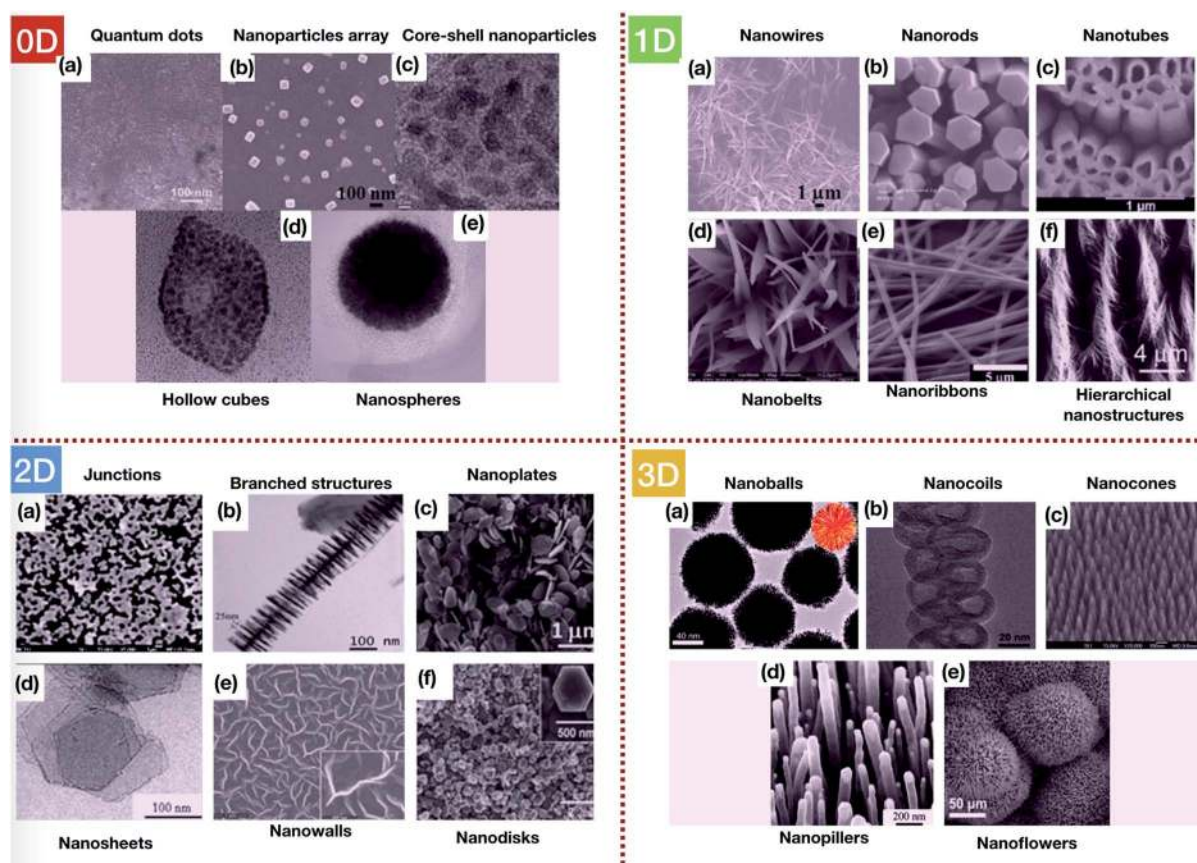 0D
Quantum dots
Nanoparticles array
Core-shell nanoparticles
(a)
(b)
(c)
100 nm
100 nm
(d)
(e)
Hollow cubes
Nanospheres
1D
Nanowires
Nanorods
Nanotubes
(a)
(b)
(c)
1 μm
1 μm
(d)
(e)
(f)
5 μm
4 μm
Nanobelts
Nanoribbons
Hierarchical
nanostructures
2D
Junctions
Branched structures
Nanoplates
(a)
(b)
(c)
25nm
100 nm
1 μm
(d)
(e)
(f)
500 nm
100 nm
Nanosheets
Nanowalls
Nanodisks
3D
Nanoballs
Nanocoils
Nanocones
(a)
(b)
(c)
40 nm
20 nm
(d)
(e)
200 nm
50 μm
Nanopillers
Nanoflowers